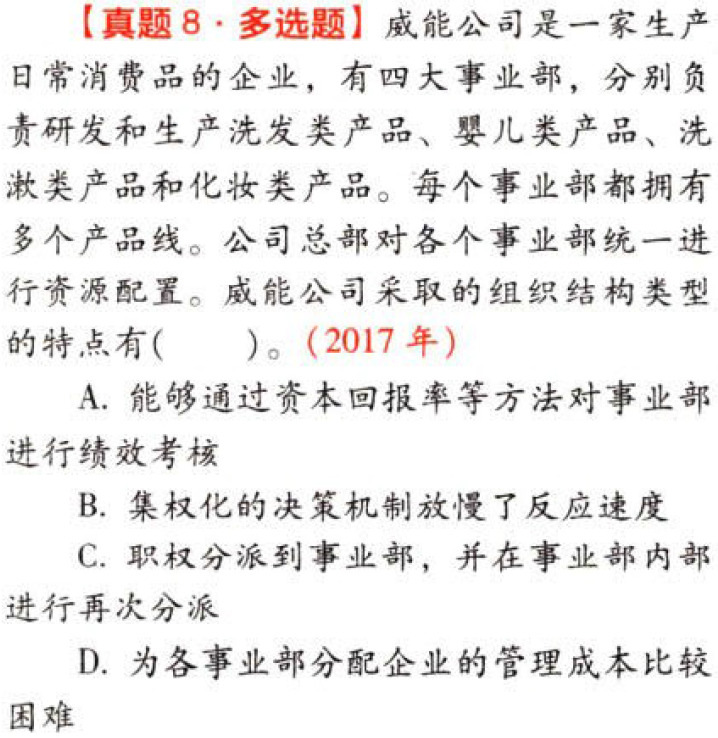 【真题8·多选题】威能公司是一家生产
日常消费品的企业，有四大事业部，分别负
责研发和生产洗发类产品、婴儿类产品、洗
漱类产品和化妆类产品。每个事业部都拥有
多个产品线。公司总部对各个事业部统一进
行资源配置。威能公司采取的组织结构类型
的特点有(　　)。(2017年)
A. 能够通过资本回报率等方法对事业部
进行绩效考核
B. 集权化的决策机制放慢了反应速度
C. 职权分派到事业部，并在事业部内部
进行再次分派
D. 为各事业部分配企业的管理成本比较
困难